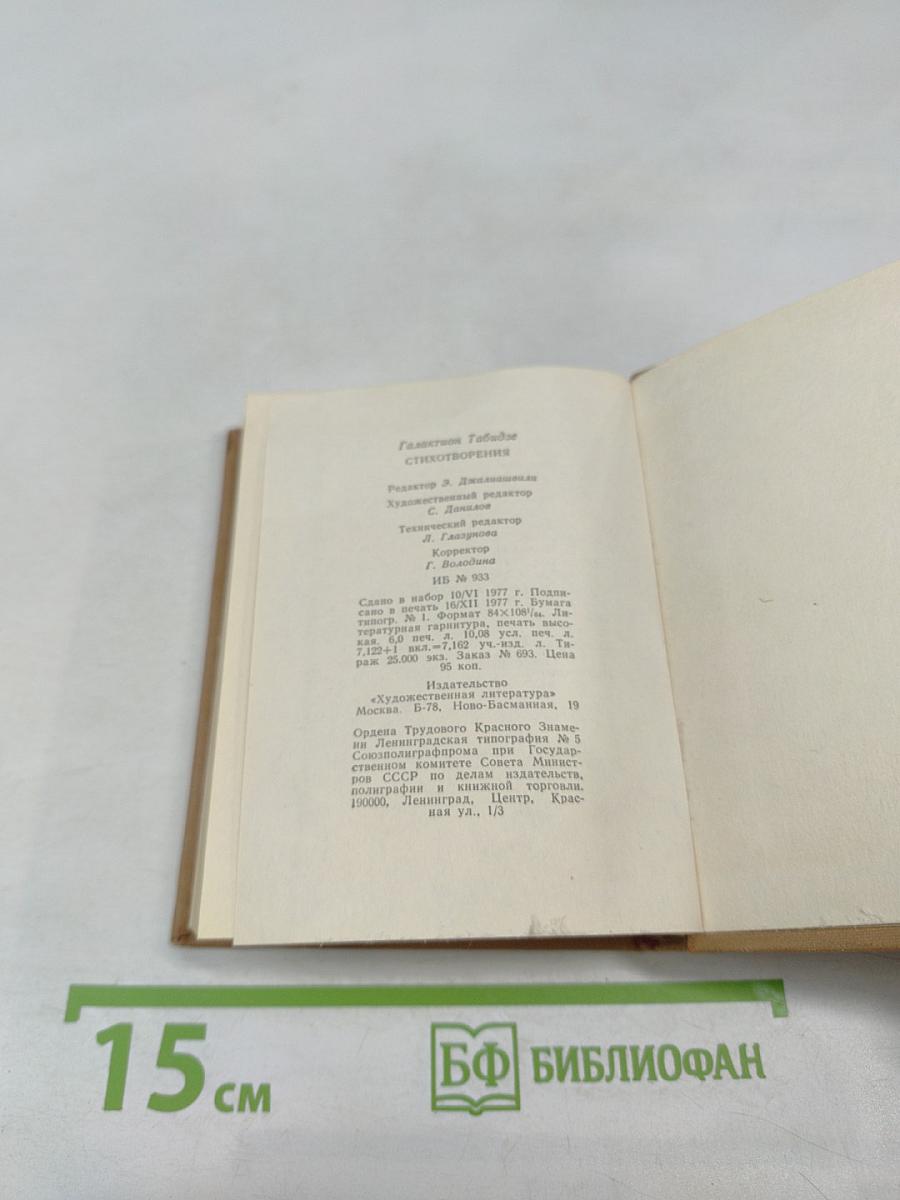 Галактион Табидзе
СТИХОТВОРЕНИЯ
Редактор Э. Джалиашвили
Художественный редактор
С. Данилов
Технический редактор
Л. Глазунова
Корректор
Г. Володина
ИБ № 933
Сдано в набор 10/VI 1977 г. Подпи-
сано в печать 16/XII 1977 г. Бумага
типогр. № 1. Формат 84×108¹/₆₄. Ли-
тературная гарнитура, печать высо-
кая. 6,0 печ. л. 10,08 усл. печ. л.
7,122+1 вкл.=7,162 уч.-изд. л. Ти-
раж 25.000 экз. Заказ № 693. Цена
95 коп.
Издательство
«Художественная литература»
Москва. Б-78, Ново-Басманная, 19
Ордена Трудового Красного Знаме-
ни Ленинградская типография № 5
Союзполиграфпрома при Государ-
ственном комитете Совета Минист-
ров СССР по делам издательств,
полиграфии и книжной торговли.
190000, Ленинград, Центр, Крас-
ная ул., 1/3
15 см
БФ БИБЛИОФАН